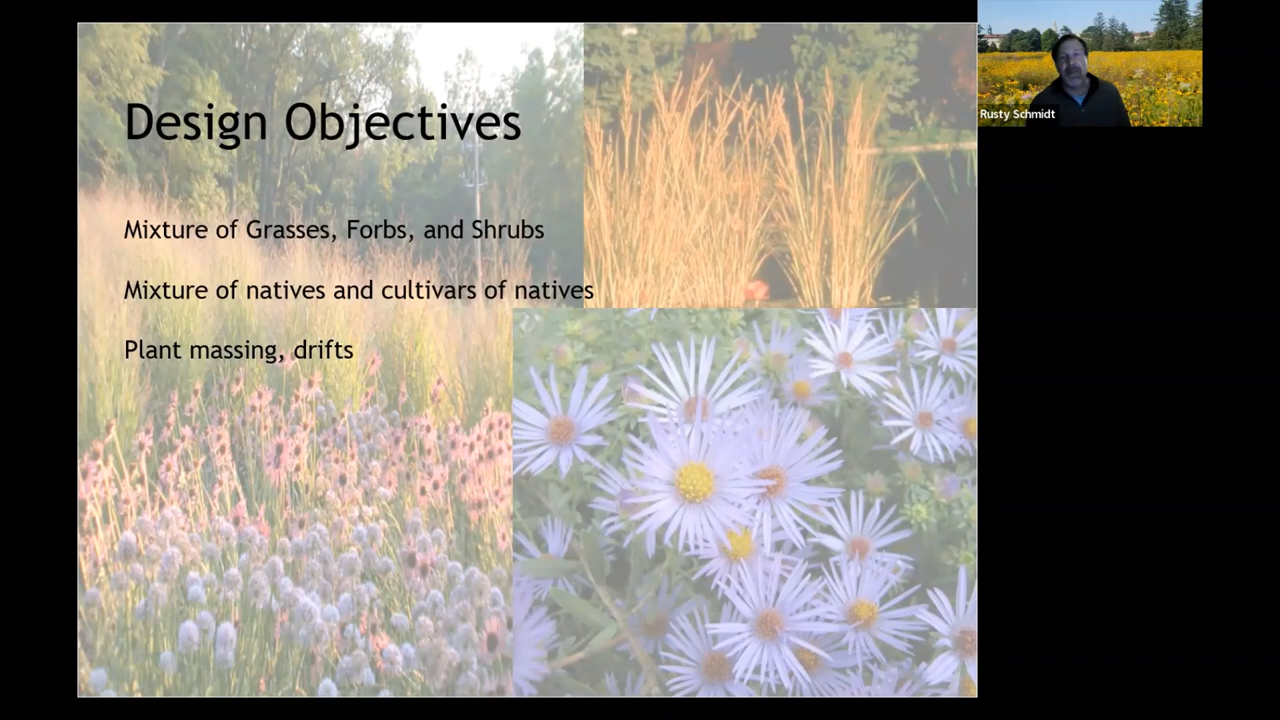 Design Objectives
Mixture of Grasses, Forbs, and Shrubs
Mixture of natives and cultivars of natives
Plant massing, drifts
Rusty Schmidt